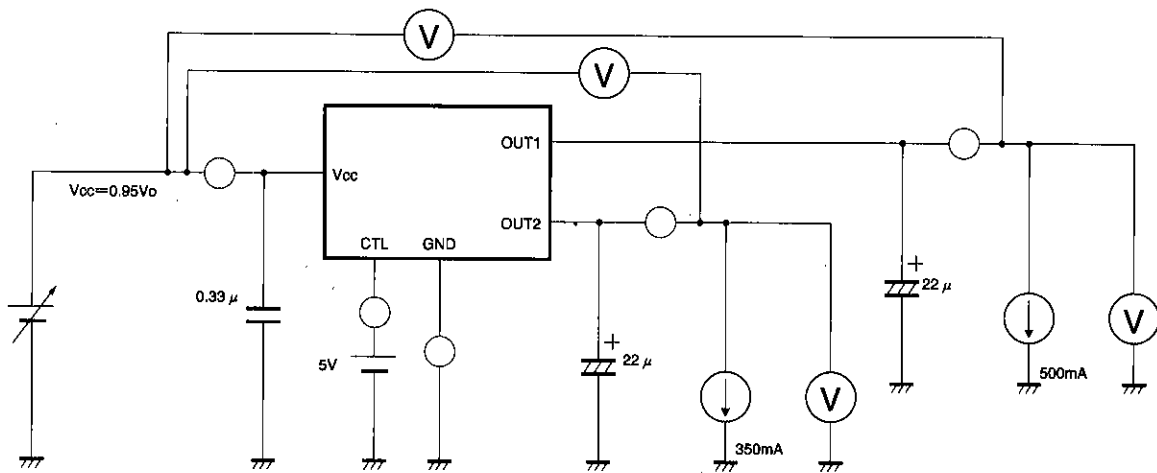 V
V
OUT1
Vcc
Vcc=0.95Vo
OUT2
CTL
GND
0.33 μ
+
22 μ
V
5V
+
22 μ
V
500mA
350mA